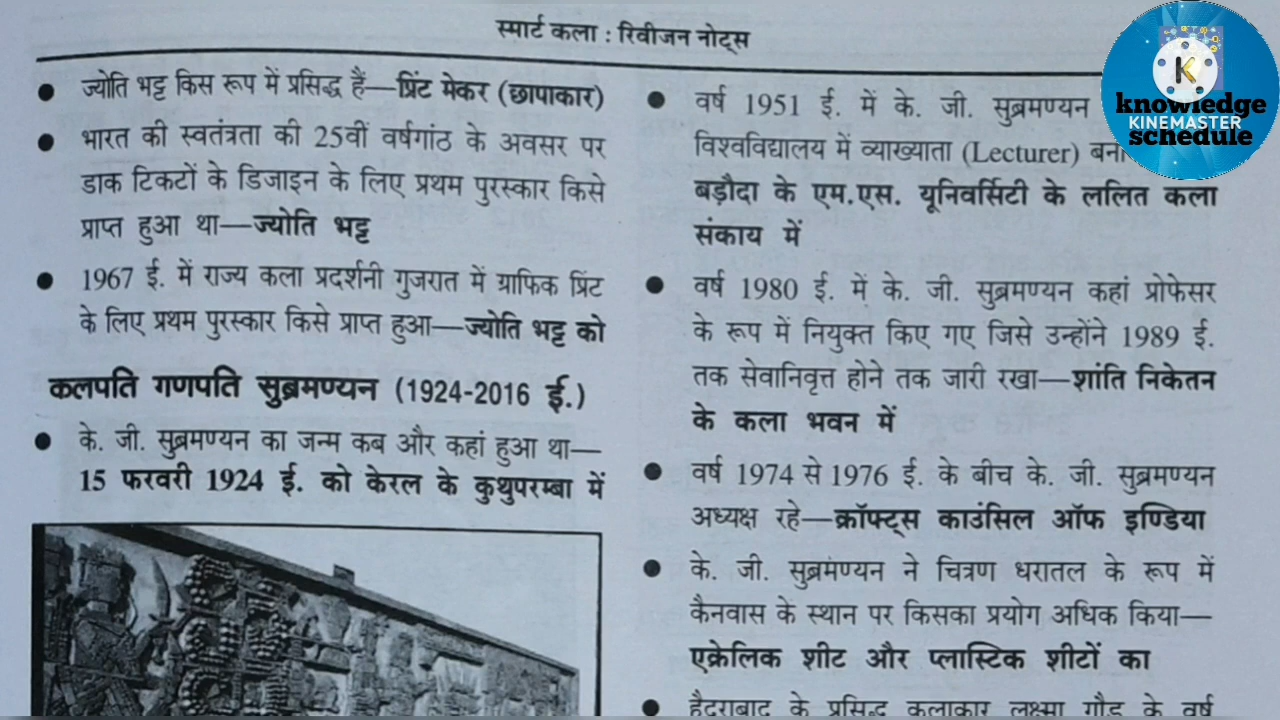 स्मार्ट कला : रिवीजन नोट्स
● ज्योति भट्ट किस रूप में प्रसिद्ध हैं—प्रिंट मेकर (छापाकार)
● भारत की स्वतंत्रता की 25वीं वर्षगांठ के अवसर पर
डाक टिकटों के डिजाइन के लिए प्रथम पुरस्कार किसे
प्राप्त हुआ था—ज्योति भट्ट
● 1967 ई. में राज्य कला प्रदर्शनी गुजरात में ग्राफिक प्रिंट
के लिए प्रथम पुरस्कार किसे प्राप्त हुआ—ज्योति भट्ट को
कलपति गणपति सुब्रमण्यन (1924-2016 ई.)
● के. जी. सुब्रमण्यन का जन्म कब और कहां हुआ था—
15 फरवरी 1924 ई. को केरल के कुथुपरम्बा में
● वर्ष 1951 ई. में के. जी. सुब्रमण्यन
विश्वविद्यालय में व्याख्याता (Lecturer)
बड़ौदा के एम.एस. यूनिवर्सिटी के ललित कला
संकाय में
● वर्ष 1980 ई. में के. जी. सुब्रमण्यन कहां प्रोफेसर
के रूप में नियुक्त किए गए जिसे उन्होंने 1989 ई.
तक सेवानिवृत्त होने तक जारी रखा—शांति निकेतन
के कला भवन में
● वर्ष 1974 से 1976 ई. के बीच के. जी. सुब्रमण्यन
अध्यक्ष रहे—क्रॉफ्ट्स काउंसिल ऑफ इण्डिया
● के. जी. सुब्रमण्यन ने चित्रण धरातल के रूप में
कैनवास के स्थान पर किसका प्रयोग अधिक किया—
एक्रेलिक शीट और प्लास्टिक शीटों का
● हैदराबाद के प्रसिद्ध कलाकार लक्ष्मा गौड़ के वर्ष
K
knowledge
KINEMASTER
schedule